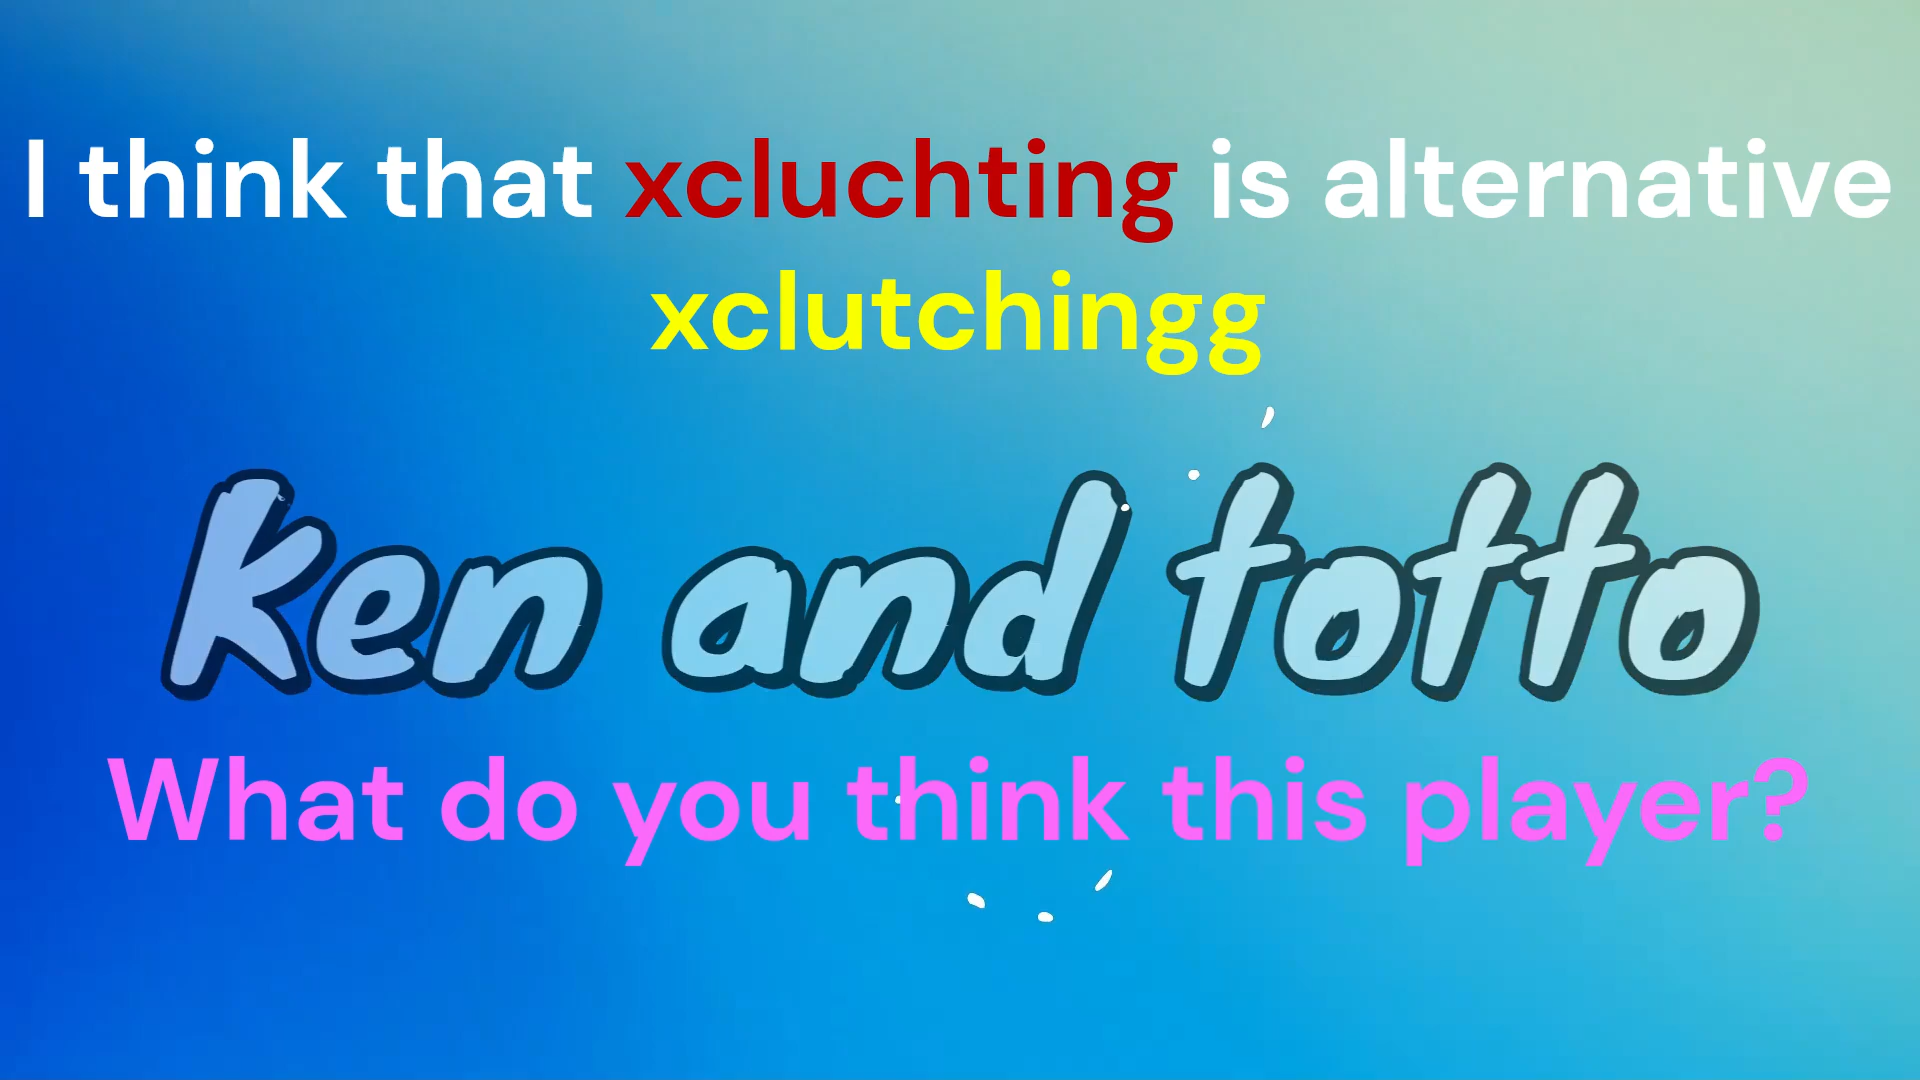 I think that xcluchting is alternative
xclutchingg
Ken and totto
What do you think this player?